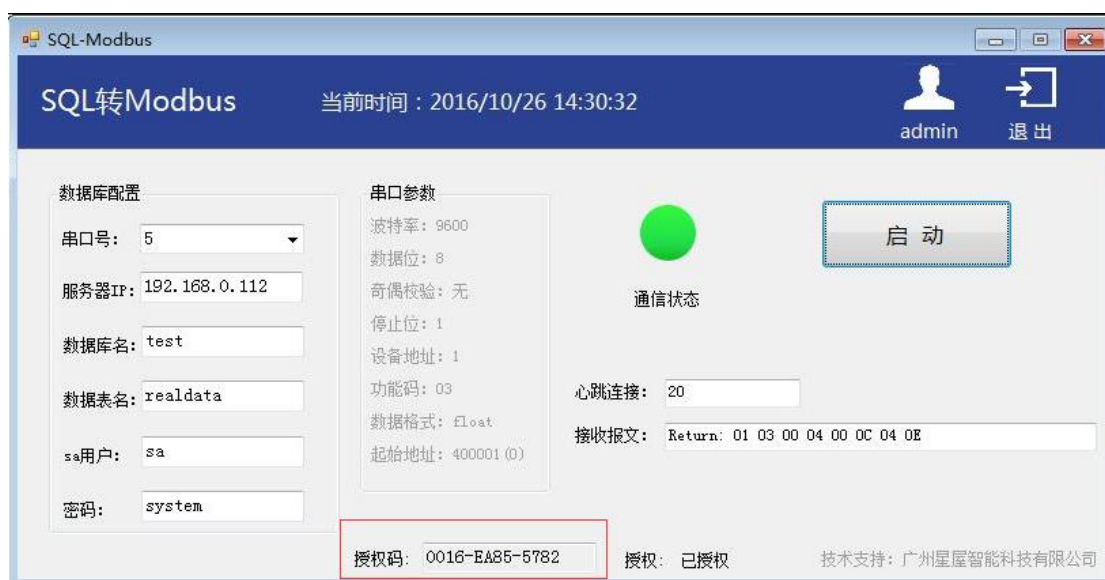 SQL-Modbus
SQL转Modbus
当前时间：2016/10/26 14:30:32
admin
退出
数据库配置
串口号： 5
服务器IP： 192.168.0.112
数据库名： test
数据表名： realdata
sa用户： sa
密码： system
串口参数
波特率：9600
数据位：8
奇偶校验：无
停止位：1
设备地址：1
功能码：03
数据格式：float
起始地址：400001(0)
通信状态
启 动
心跳连接： 20
接收报文： Return: 01 03 00 04 00 0C 04 0E
授权码： 0016-EA85-5782
授权： 已授权
技术支持：广州星屋智能科技有限公司